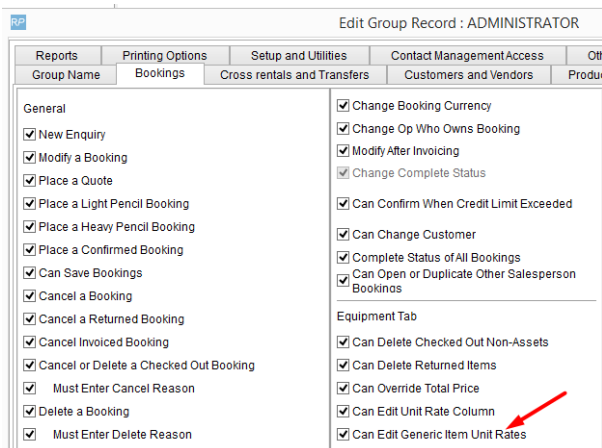 RP
Edit Group Record : ADMINISTRATOR
Reports
Printing Options
Setup and Utilities
Contact Management Access
Group Name
Bookings
Cross rentals and Transfers
Customers and Vendors
General
New Enquiry
Modify a Booking
Place a Quote
Place a Light Pencil Booking
Place a Heavy Pencil Booking
Place a Confirmed Booking
Can Save Bookings
Cancel a Booking
Cancel a Returned Booking
Cancel Invoiced Booking
Cancel or Delete a Checked Out Booking
Must Enter Cancel Reason
Delete a Booking
Must Enter Delete Reason
Change Booking Currency
Change Op Who Owns Booking
Modify After Invoicing
Change Complete Status
Can Confirm When Credit Limit Exceeded
Can Change Customer
Complete Status of All Bookings
Can Open or Duplicate Other Salesperson
Bookings
Equipment Tab
Can Delete Checked Out Non-Assets
Can Delete Returned Items
Can Override Total Price
Can Edit Unit Rate Column
Can Edit Generic Item Unit Rates